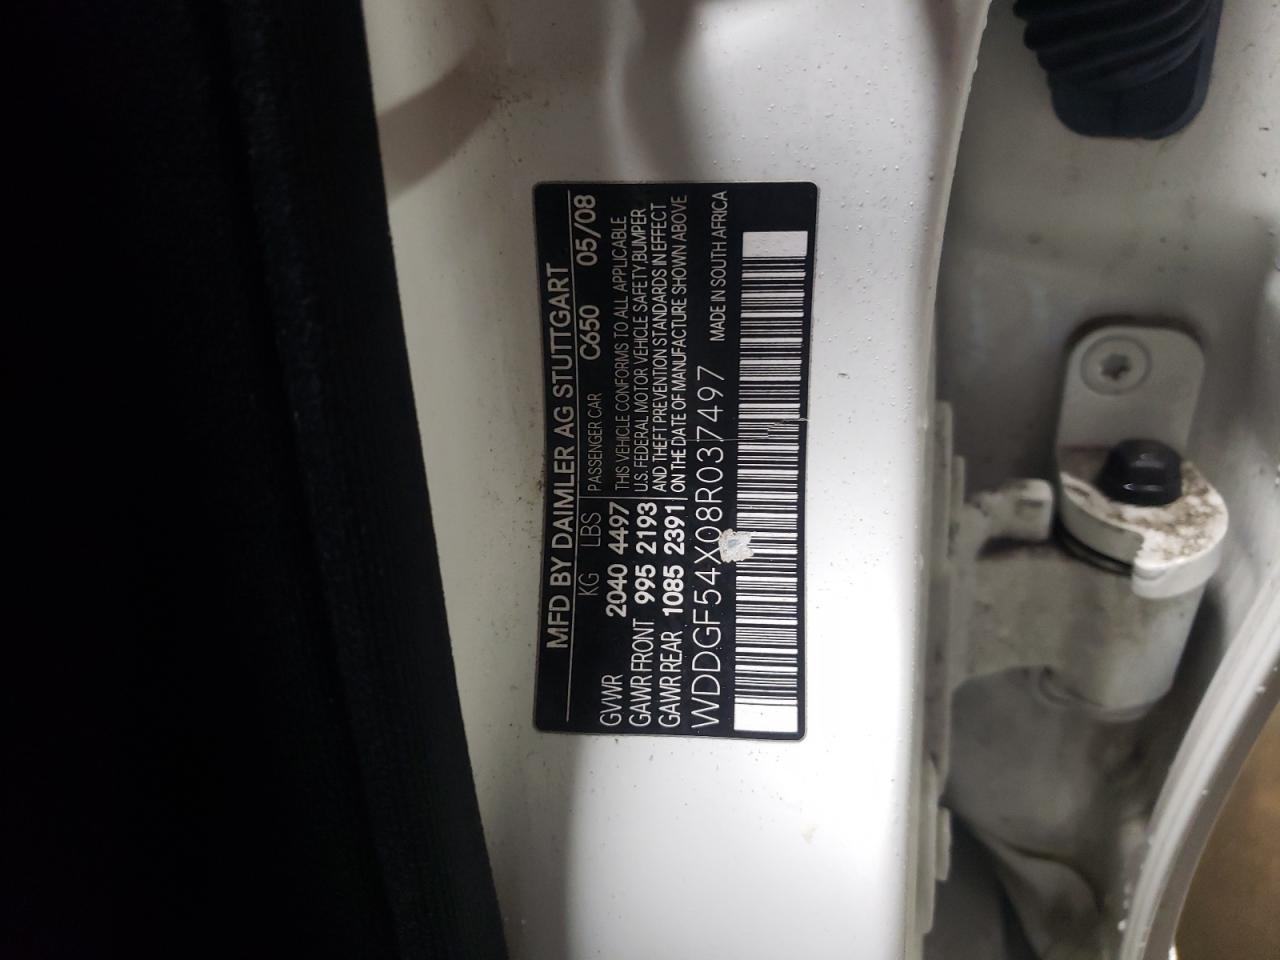 MFD BY DAIMLER AG STUTTGART
KG LBS PASSENGER CAR C650 05/08
GVWR 2040 4497 THIS VEHICLE CONFORMS TO ALL APPLICABLE
GAWR FRONT 995 2193 U.S. FEDERAL MOTOR VEHICLE SAFETY, BUMPER
GAWR REAR 1085 2391 AND THEFT PREVENTION STANDARDS IN EFFECT
ON THE DATE OF MANUFACTURE SHOWN ABOVE
WDDGF54X08R037497 MADE IN SOUTH AFRICA